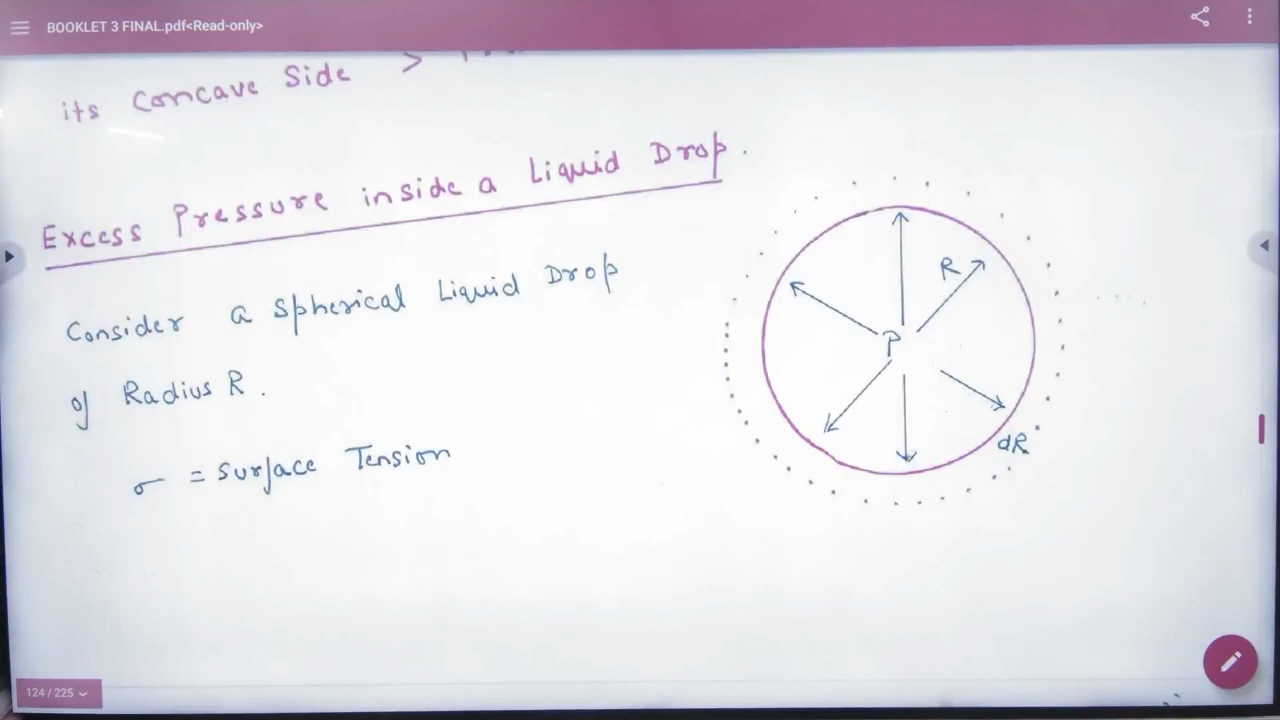 BOOKLET 3 FINAL.pdf<Read-only>
its Concave Side >
Excess Pressure inside a Liquid Drop.
Consider a Spherical Liquid Drop
of Radius R.
σ = Surface Tension
R
P
dR
124 / 225